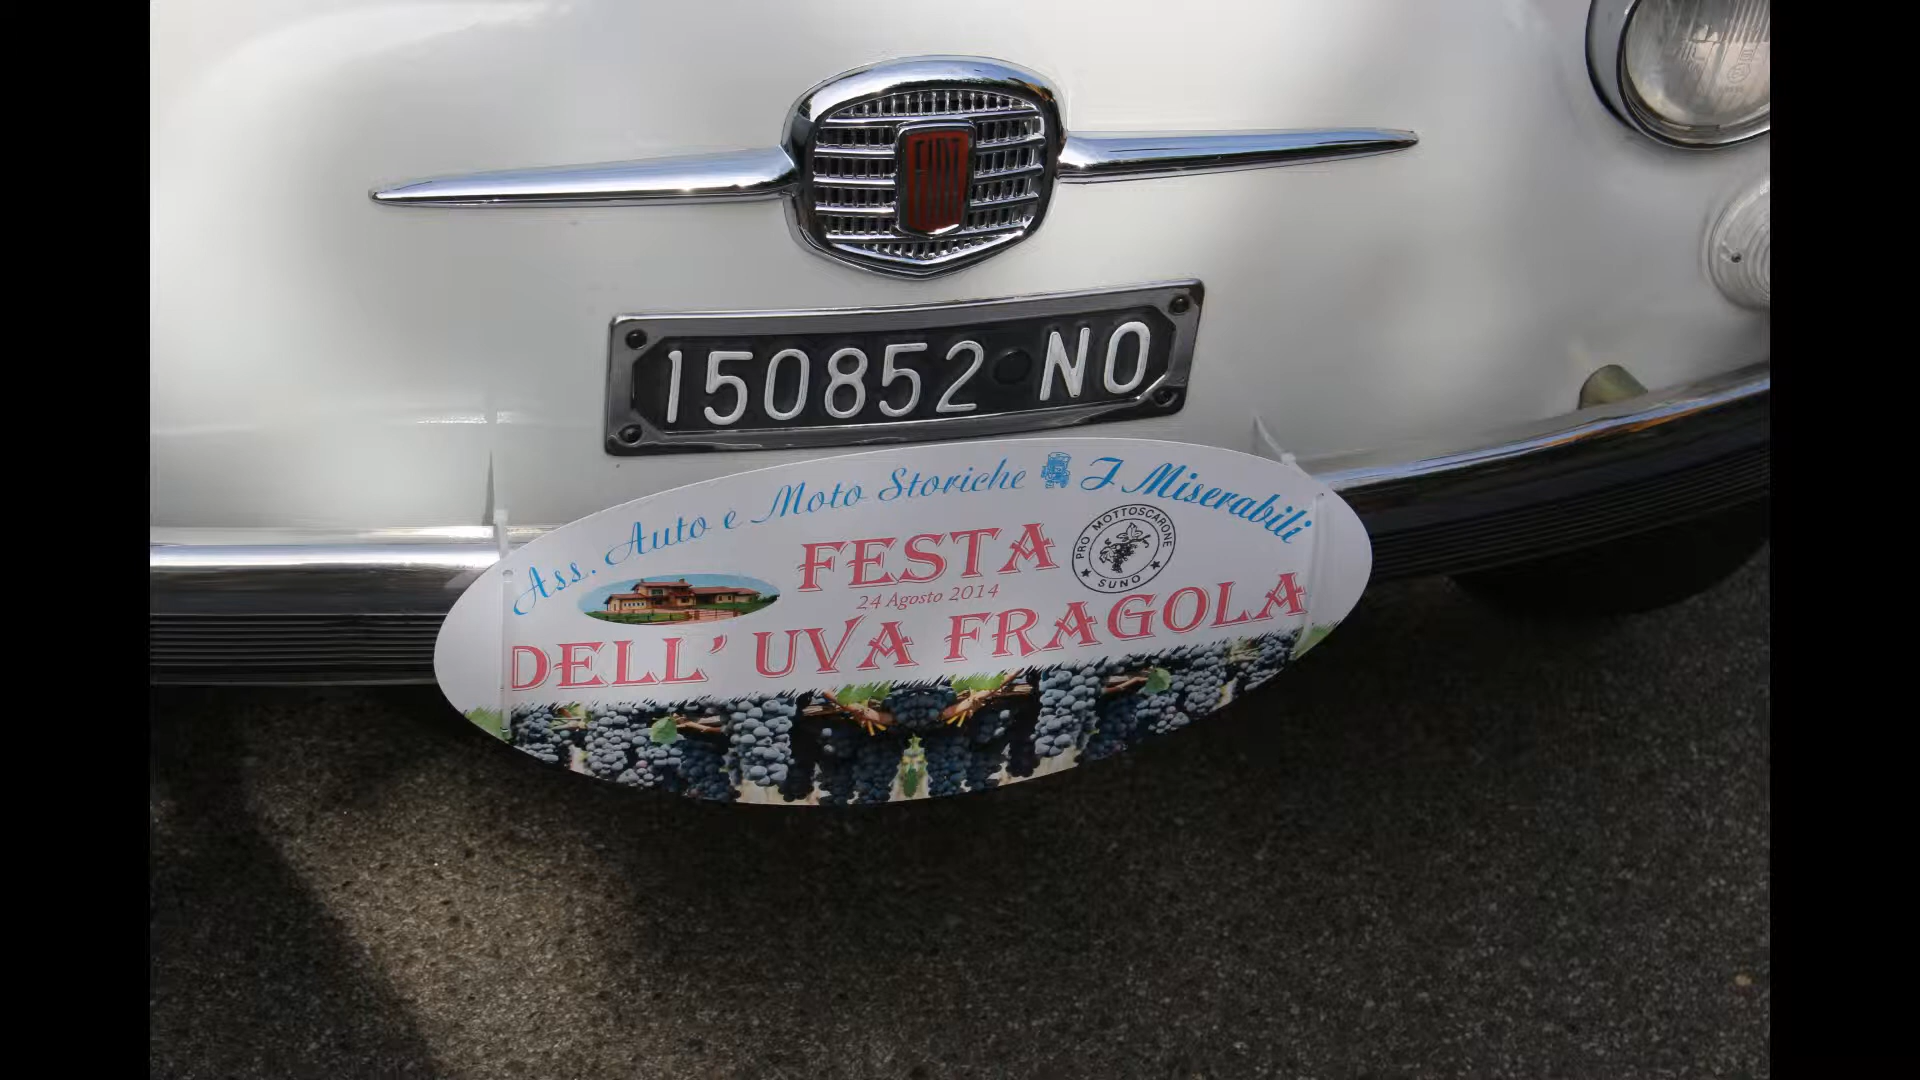 FIAT
150852 NO
Ass. Auto e Moto Storiche I Miserabili
FESTA
PRO MOTTOSCARONE
SUNO
24 Agosto 2014
DELL' UVA FRAGOLA